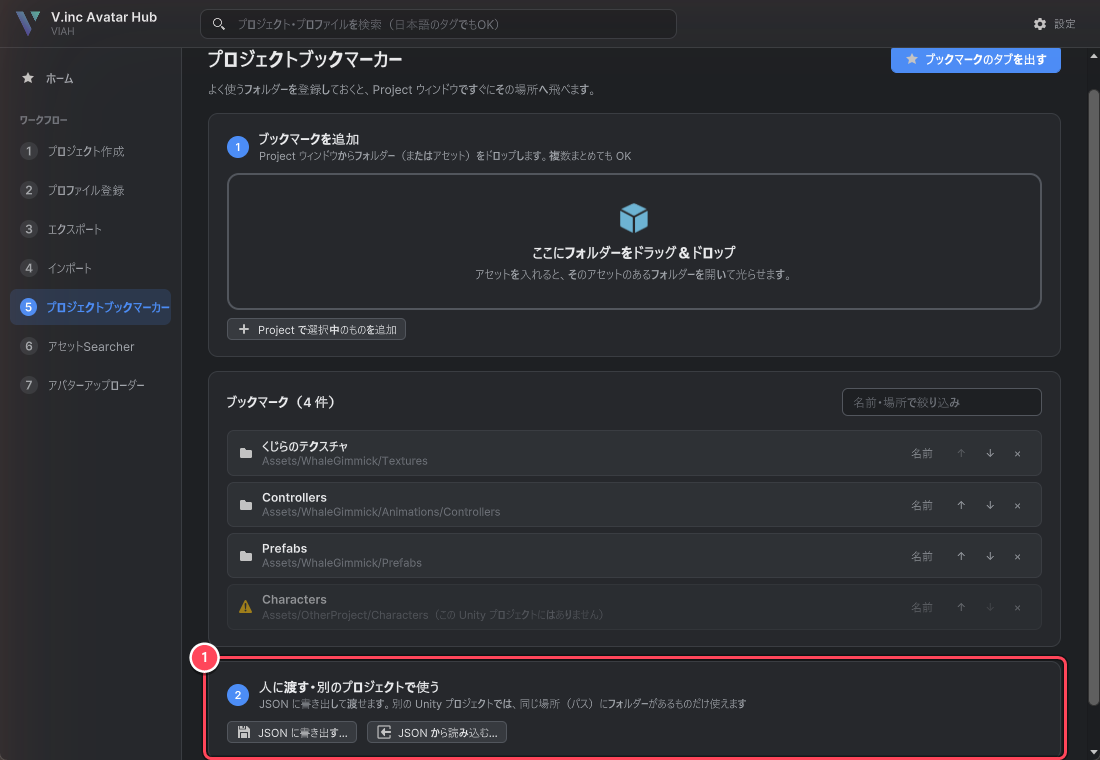 V.inc Avatar Hub
VIAH
プロジェクト・プロファイルを検索（日本語のタグでもOK）
設定
ホーム
ワークフロー
1 プロジェクト作成
2 プロファイル登録
3 エクスポート
4 インポート
5 プロジェクトブックマーカー
6 アセットSearcher
7 アバターアップローダー
プロジェクトブックマーカー
ブックマークのタブを出す
よく使うフォルダーを登録しておくと、Project ウィンドウですぐにその場所へ飛べます。
1 ブックマークを追加
Project ウィンドウからフォルダー（またはアセット）をドロップします。複数まとめても OK
ここにフォルダーをドラッグ＆ドロップ
アセットを入れると、そのアセットのあるフォルダーを開いて光らせます。
Project で選択中のものを追加
ブックマーク（4 件）
名前・場所で絞り込み
くじらのテクスチャ
Assets/WhaleGimmick/Textures
名前 ↑ ↓ ×
Controllers
Assets/WhaleGimmick/Animations/Controllers
名前 ↑ ↓ ×
Prefabs
Assets/WhaleGimmick/Prefabs
名前 ↑ ↓ ×
Characters
Assets/OtherProject/Characters（この Unity プロジェクトにはありません）
名前 ↑ ↓ ×
1
2 人に渡す・別のプロジェクトで使う
JSON に書き出して渡せます。別の Unity プロジェクトでは、同じ場所（パス）にフォルダーがあるものだけ使えます
JSON に書き出す...
JSON から読み込む...